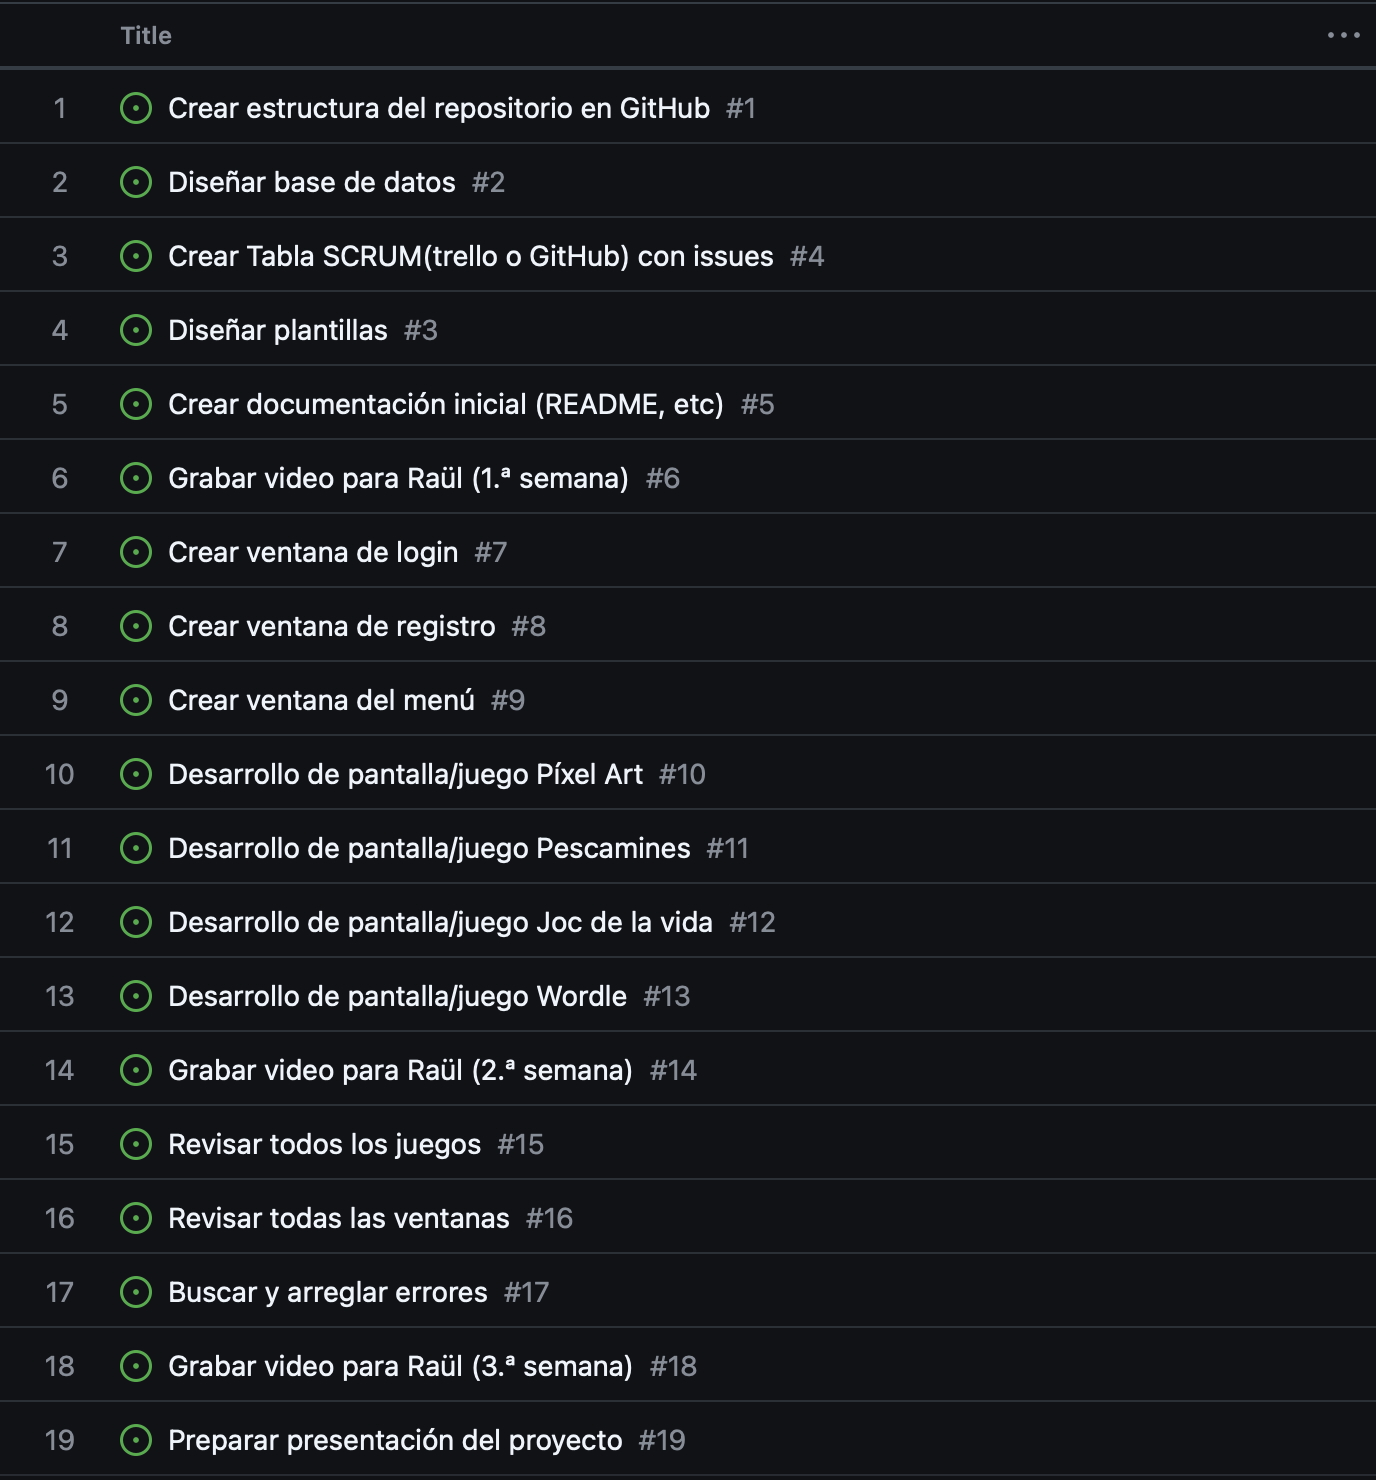 Title
1 Crear estructura del repositorio en GitHub #1
2 Diseñar base de datos #2
3 Crear Tabla SCRUM(trello o GitHub) con issues #4
4 Diseñar plantillas #3
5 Crear documentación inicial (README, etc) #5
6 Grabar video para Raül (1.ª semana) #6
7 Crear ventana de login #7
8 Crear ventana de registro #8
9 Crear ventana del menú #9
10 Desarrollo de pantalla/juego Píxel Art #10
11 Desarrollo de pantalla/juego Pescamines #11
12 Desarrollo de pantalla/juego Joc de la vida #12
13 Desarrollo de pantalla/juego Wordle #13
14 Grabar video para Raül (2.ª semana) #14
15 Revisar todos los juegos #15
16 Revisar todas las ventanas #16
17 Buscar y arreglar errores #17
18 Grabar video para Raül (3.ª semana) #18
19 Preparar presentación del proyecto #19